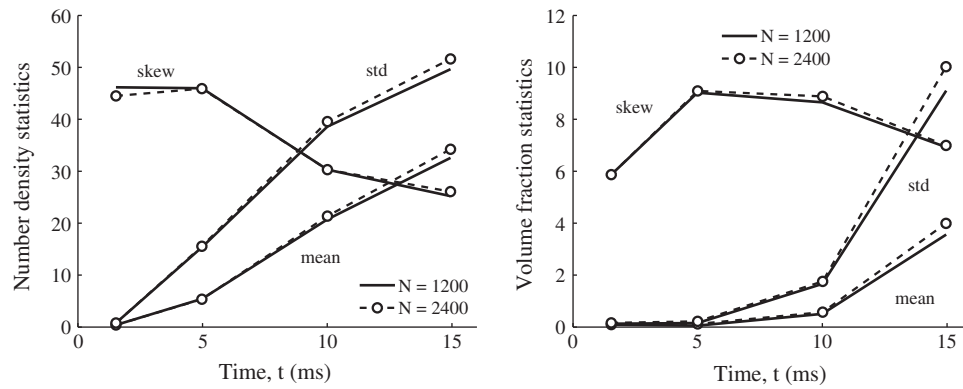 Number density statistics
60
50
40
30
20
10
0
0
5
10
15
Time, t (ms)
skew
std
mean
N = 1200
N = 2400
Volume fraction statistics
12
10
8
6
4
2
0
0
5
10
15
Time, t (ms)
N = 1200
N = 2400
skew
std
mean